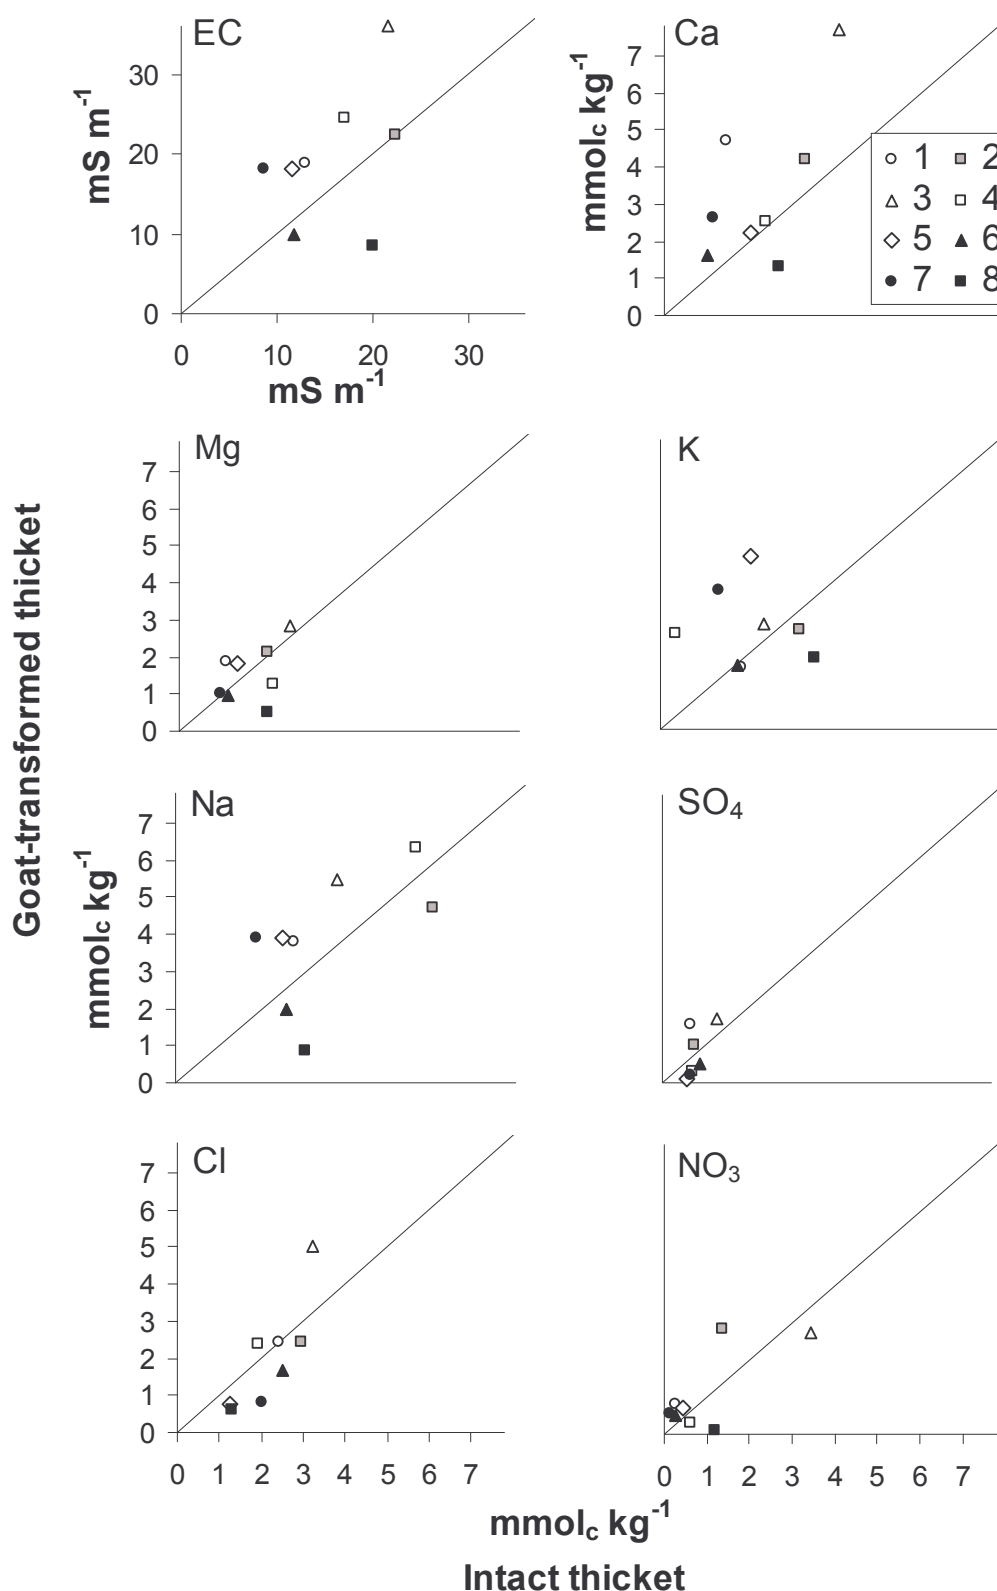 EC
30
20
10
0
mS m⁻¹
0 10 20 30
mS m⁻¹
Ca
7
6
5
4
3
2
1
0
mmolc kg⁻¹
1 2
3 4
5 6
7 8
Goat-transformed thicket
Mg
7
6
5
4
3
2
1
0
K
Na
7
6
5
4
3
2
1
0
mmolc kg⁻¹
SO₄
Cl
7
6
5
4
3
2
1
0
0 1 2 3 4 5 6 7
NO₃
0 1 2 3 4 5 6 7
mmolc kg⁻¹
Intact thicket